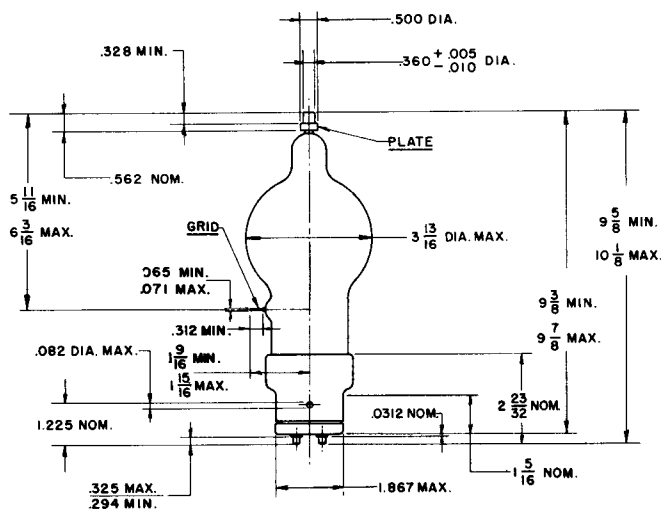 .500 DIA.
.328 MIN.
.360 + .005 - .010 DIA.
PLATE
.562 NOM.
5 11/16 MIN.
6 3/16 MAX.
GRID
3 13/16 DIA. MAX.
9 5/8 MIN.
10 1/8 MAX.
.065 MIN.
.071 MAX.
9 3/8 MIN.
9 7/8 MAX.
.312 MIN.
.082 DIA. MAX.
1 9/16 MIN.
1 15/16 MAX.
2 23/32 NOM.
.0312 NOM.
1.225 NOM.
1 5/16 NOM.
.325 MAX.
.294 MIN.
1.867 MAX.